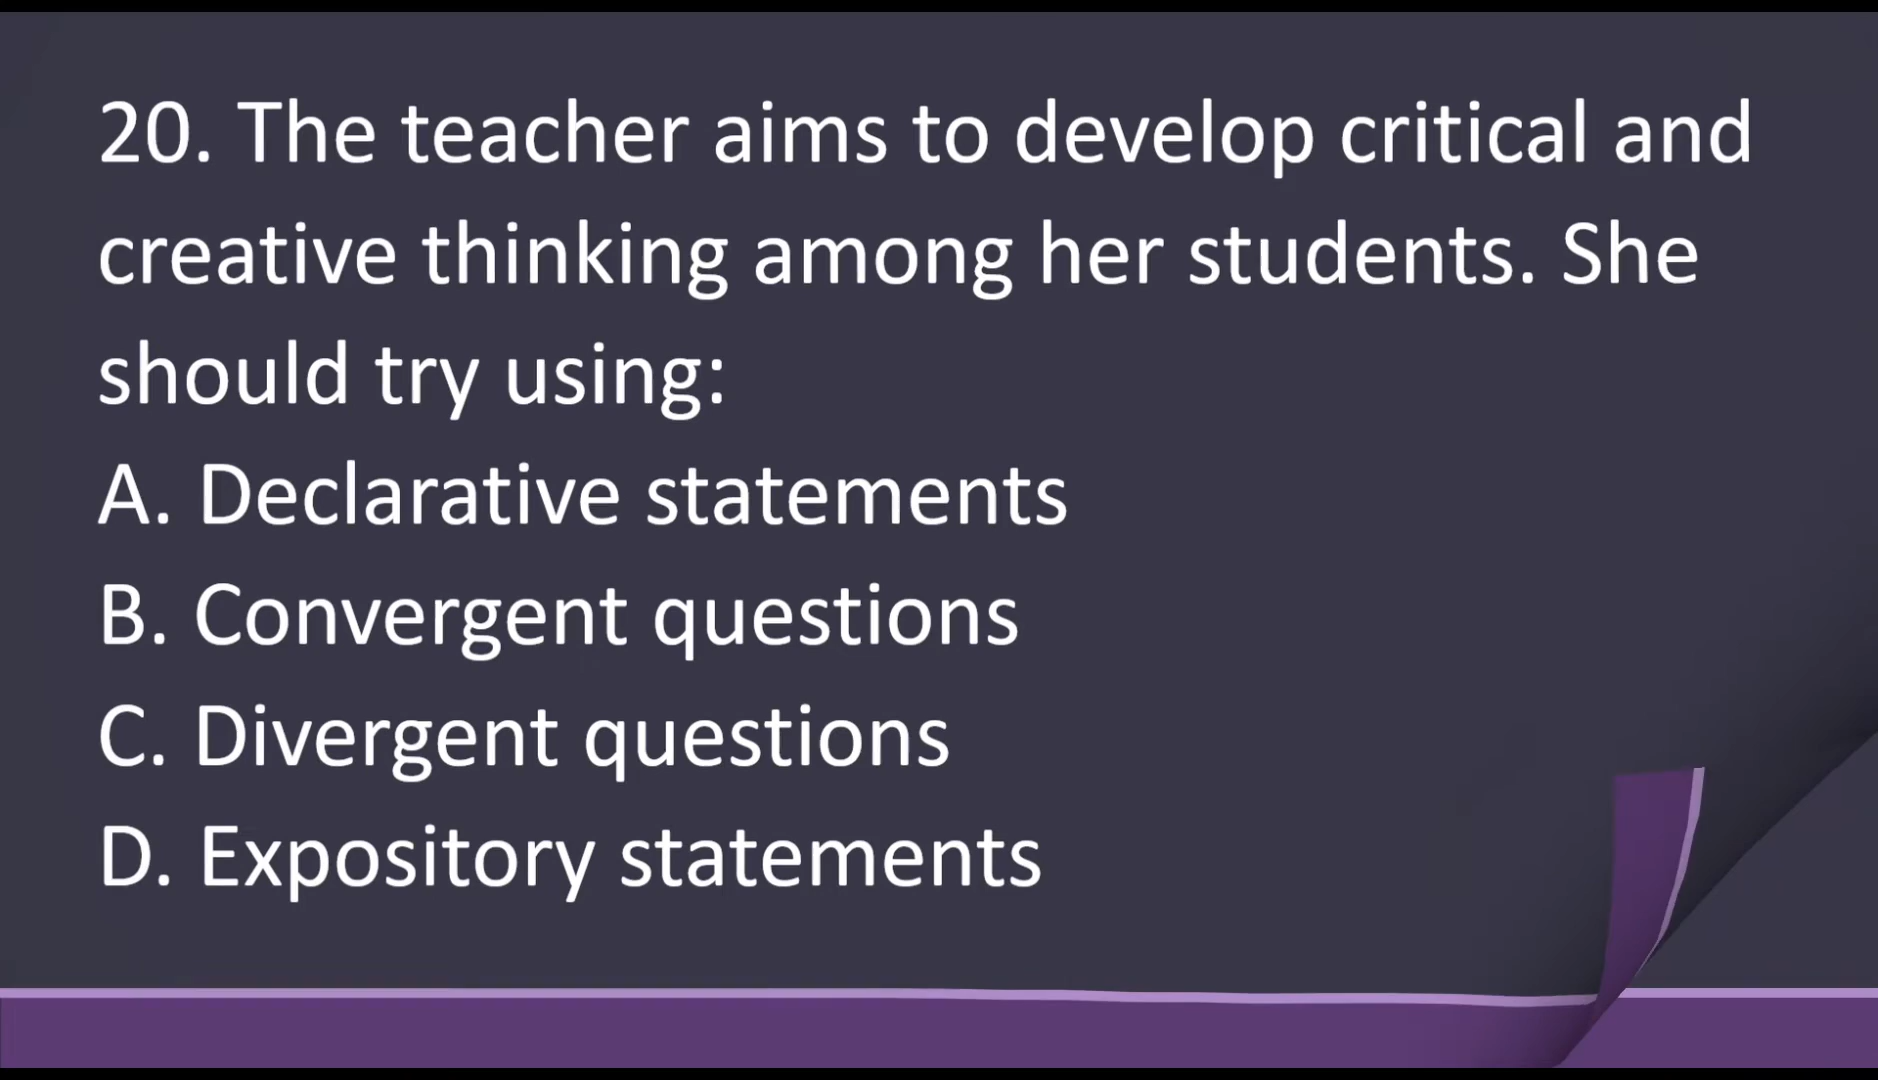 20. The teacher aims to develop critical and
creative thinking among her students. She
should try using:
A. Declarative statements
B. Convergent questions
C. Divergent questions
D. Expository statements